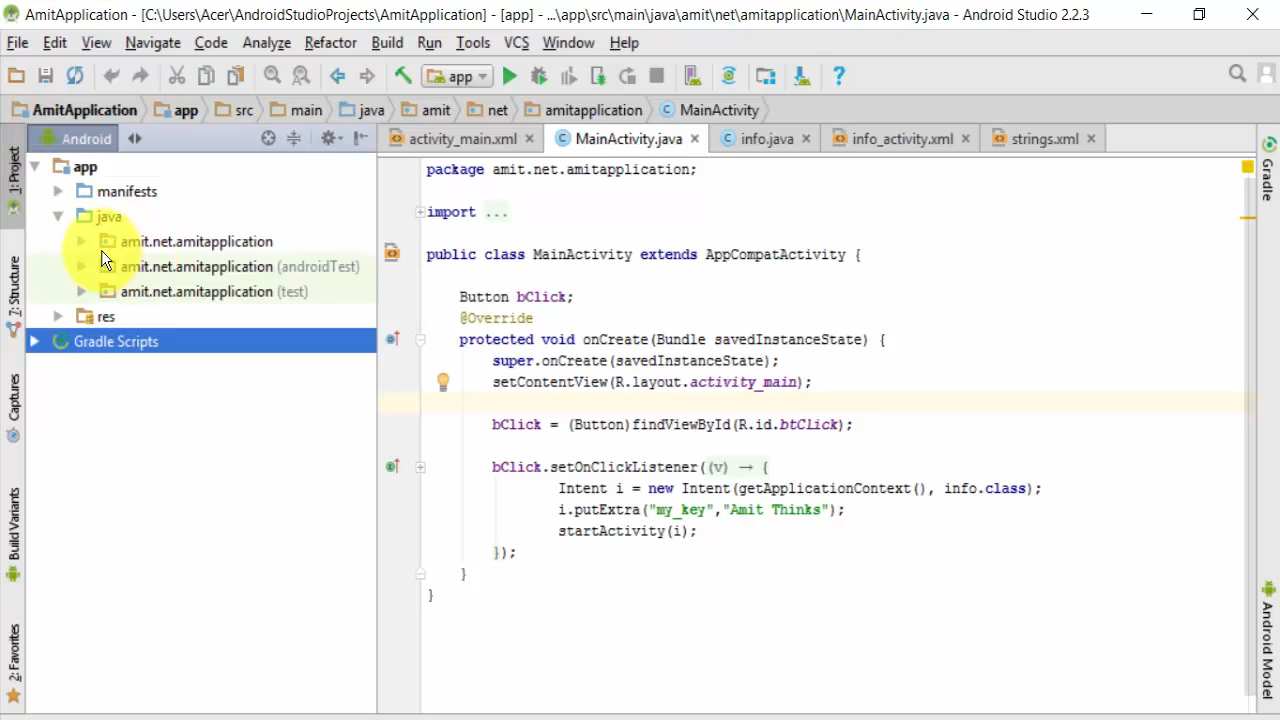 AmitApplication - [C:\Users\Acer\AndroidStudioProjects\AmitApplication] - [app] - ...\app\src\main\java\amit\net\amitapplication\MainActivity.java - Android Studio 2.2.3
File Edit View Navigate Code Analyze Refactor Build Run Tools VCS Window Help
app
AmitApplication app src main java amit net amitapplication MainActivity
1: Project
7: Structure
Captures
Build Variants
2: Favorites
Android
app
manifests
java
amit.net.amitapplication
amit.net.amitapplication (androidTest)
amit.net.amitapplication (test)
res
Gradle Scripts
activity_main.xml MainActivity.java info.java info_activity.xml strings.xml
package amit.net.amitapplication;
import ...
public class MainActivity extends AppCompatActivity {
Button bClick;
@Override
protected void onCreate(Bundle savedInstanceState) {
super.onCreate(savedInstanceState);
setContentView(R.layout.activity_main);
bClick = (Button)findViewById(R.id.btClick);
bClick.setOnClickListener((v) → {
Intent i = new Intent(getApplicationContext(), info.class);
i.putExtra("my_key","Amit Thinks");
startActivity(i);
});
}
}
Gradle
Android Model